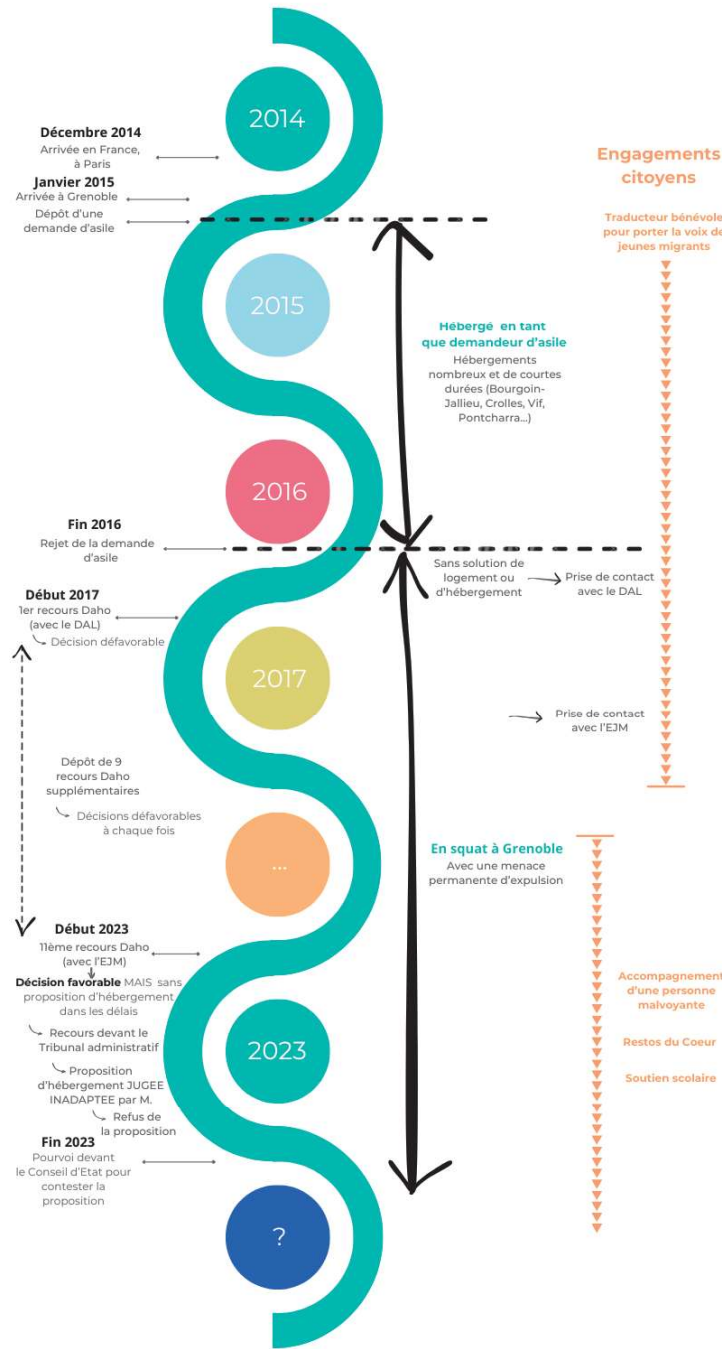 2014
Décembre 2014
Arrivée en France,
à Paris
Janvier 2015
Arrivée à Grenoble
Dépôt d'une
demande d'asile
Engagements
citoyens
Traducteur bénévole
pour porter la voix de
jeunes migrants
2015
Hébergé en tant
que demandeur d'asile
Hébergements
nombreux et de courtes
durées (Bourgoin-
Jallieu, Crolles, Vif,
Pontcharra...)
2016
Fin 2016
Rejet de la demande
d'asile
Sans solution de
logement ou
d'hébergement
Prise de contact
avec le DAL
Début 2017
1er recours Daho
(avec le DAL)
Décision défavorable
2017
Prise de contact
avec l'EJM
Dépôt de 9
recours Daho
supplémentaires
Décisions défavorables
à chaque fois
...
En squat à Grenoble
Avec une menace
permanente d'expulsion
Début 2023
11ème recours Daho
(avec l'EJM)
Décision favorable MAIS sans
proposition d'hébergement
dans les délais
Recours devant le
Tribunal administratif
Proposition
d'hébergement JUGEE
INADAPTEE par M.
Refus de
la proposition
2023
Accompagnement
d'une personne
malvoyante
Restos du Coeur
Soutien scolaire
Fin 2023
Pourvoi devant
le Conseil d'Etat pour
contester la
proposition
?